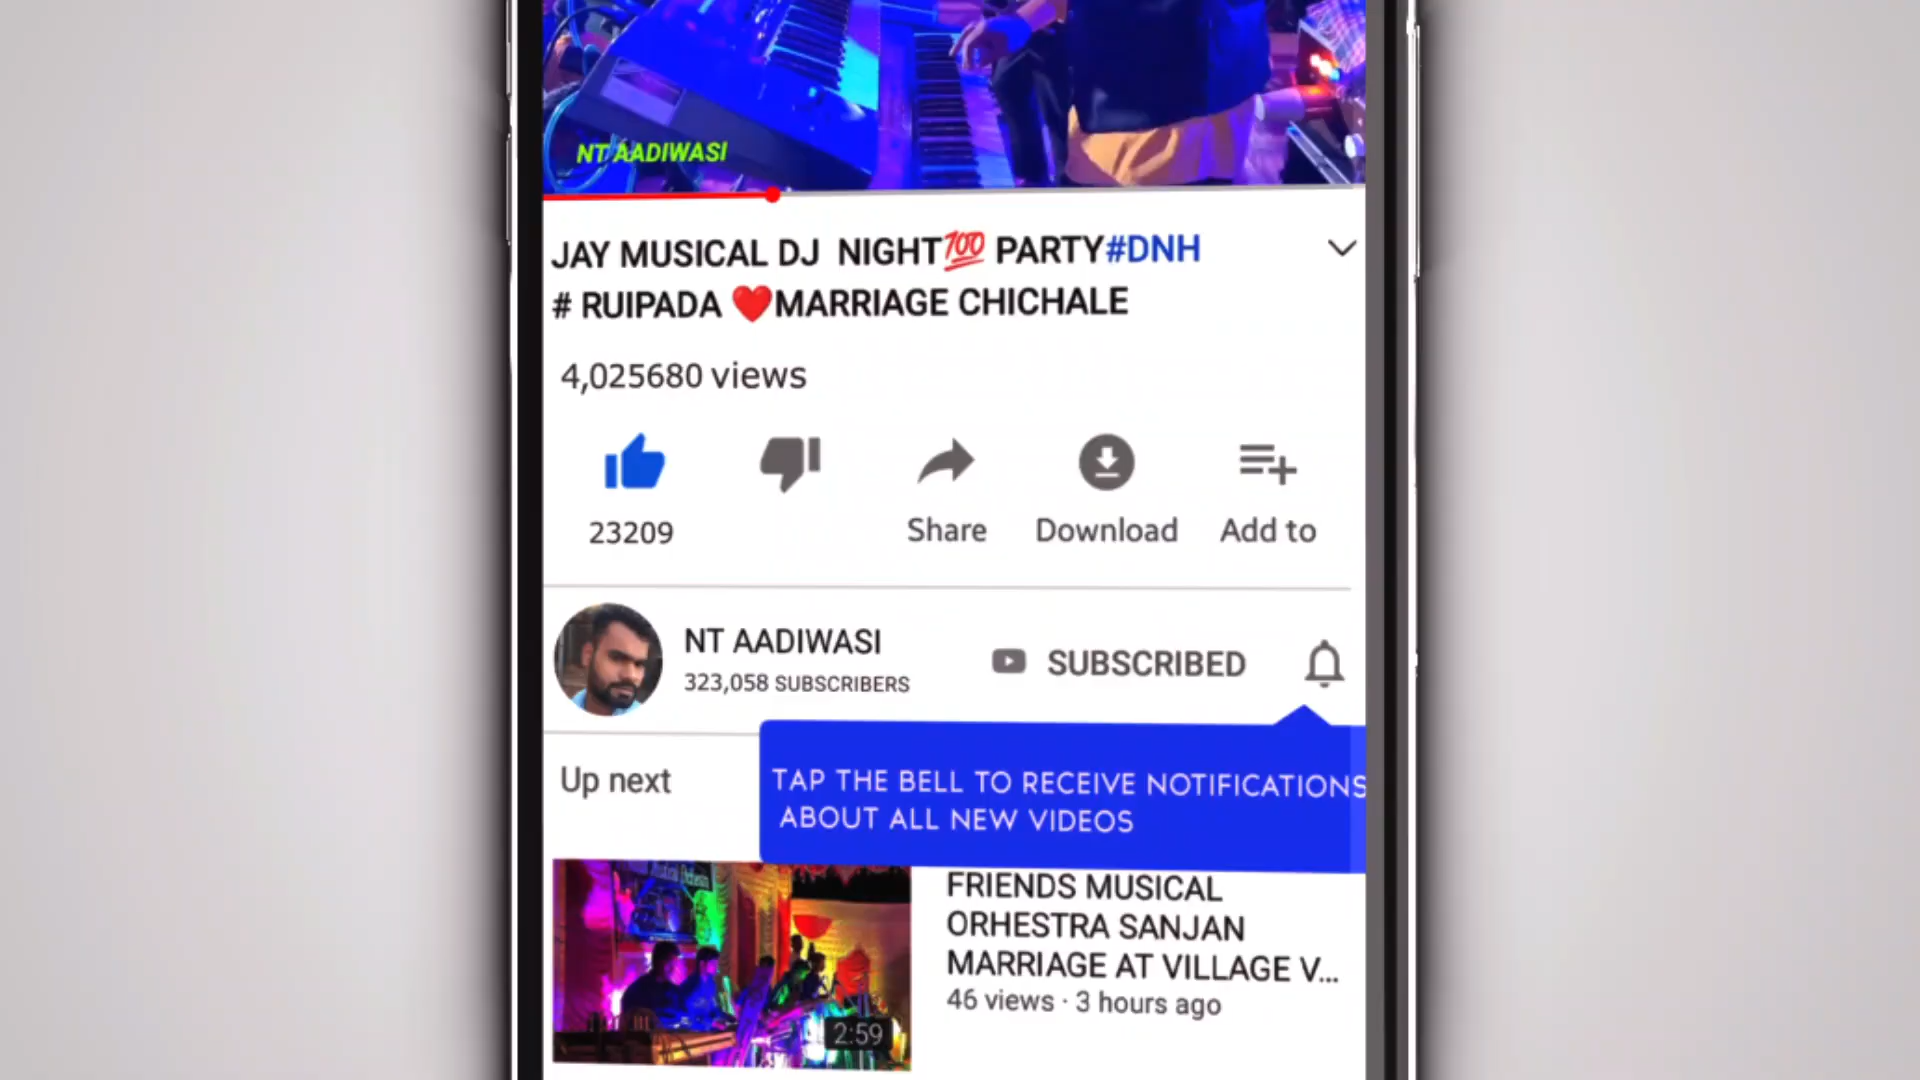 NT AADIWASI
JAY MUSICAL DJ NIGHT💯 PARTY#DNH
# RUIPADA ❤️MARRIAGE CHICHALE
4,025680 views
23209
Share
Download
Add to
NT AADIWASI
323,058 SUBSCRIBERS
SUBSCRIBED
TAP THE BELL TO RECEIVE NOTIFICATIONS
ABOUT ALL NEW VIDEOS
Up next
FRIENDS MUSICAL
ORHESTRA SANJAN
MARRIAGE AT VILLAGE V...
46 views · 3 hours ago
2:59